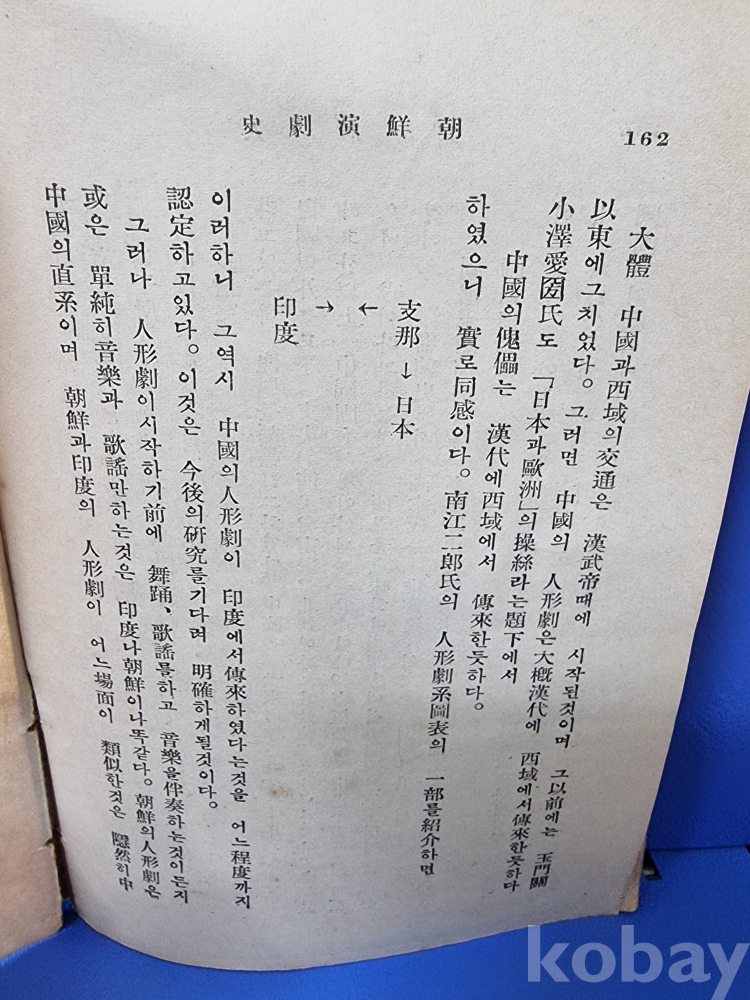 朝鮮演劇史
162
大體 中國과西域의交通은 漢武帝때에 시작된것이며 그以前에는 玉門關
以東에그치었다。그러면 中國의 人形劇은大槪漢代에 西域에서傳來한듯하다
小澤愛圀氏도 「日本과歐洲」의操絲라는題下에서
中國의傀儡는 漢代에西域에서 傳來한듯하다。
하였으니 實로同感이다。南江二郎氏의 人形劇系圖表의 一部를紹介하면
支那→日本
← →
印度
이러하니 그역시 中國의人形劇이 印度에서傳來하였다는것을 어느程度까지
認定하고있다。이것은 今後의硏究를기다려 明確하게될것이다。
그러나 人形劇이시작하기前에 舞踊、歌謠를하고 音樂을伴奏하는것이든지
或은 單純히音樂과 歌謠만하는것은 印度나朝鮮이나똑같다。朝鮮의人形劇은
中國의直系이며 朝鮮과印度의 人形劇이 어느場面이 類似한것은 隱然히中
kobay